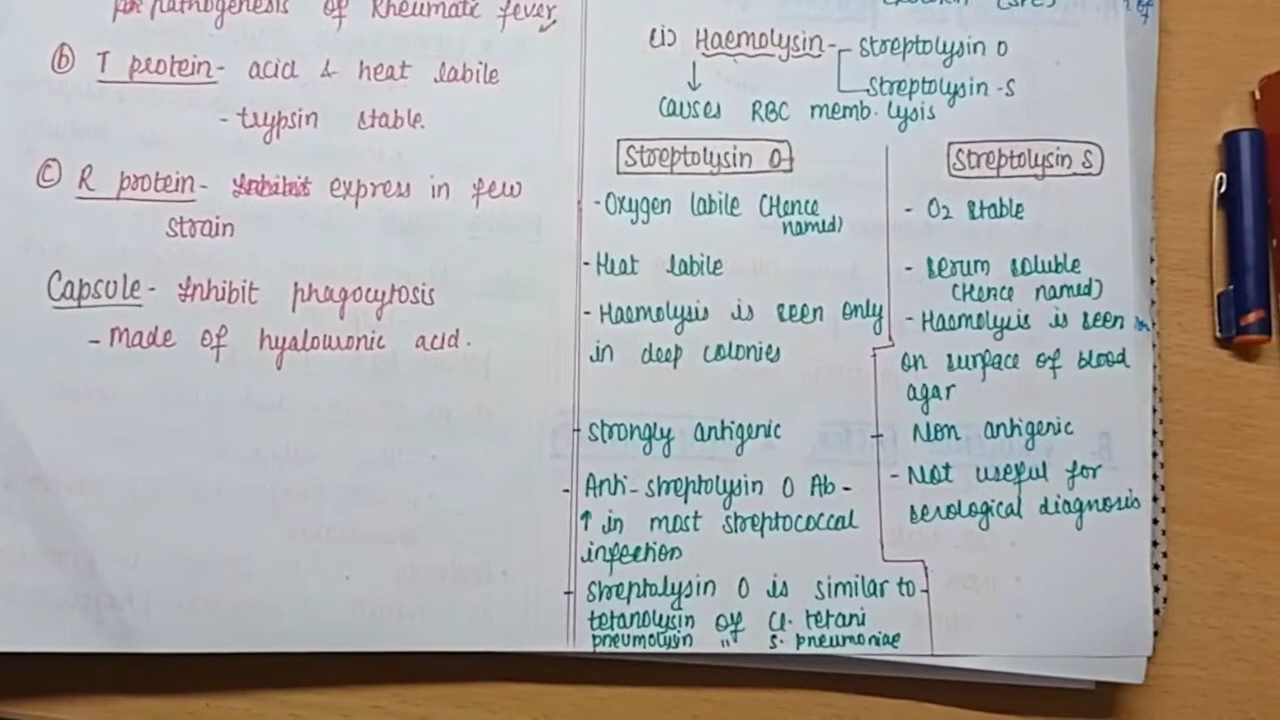 pathogenesis of Rheumatic fever
(b) T protein- acid & heat labile
- trypsin stable.
(c) R protein- Inhibit express in few
strain
Capsule- Inhibit phagocytosis
- made of hyalouronic acid.
(i) Haemolysin- streptolysin O
streptolysin -S
↓
causes RBC memb. lysis
Streptolysin O
- Oxygen labile (Hence
named)
- Heat labile
- Haemolysis is seen only
in deep colonies
- strongly antigenic
- Anti-streptolysin O Ab -
↑ in most streptococcal
infection
- streptolysin O is similar to
tetanolysin of Cl. tetani
pneumolysin " S. pneumoniae
Streptolysin S
- O2 stable
- serum soluble
(Hence named)
- Haemolycis is seen
on surface of blood
agar
- Non antigenic
- Not useful for
serological diagnosis